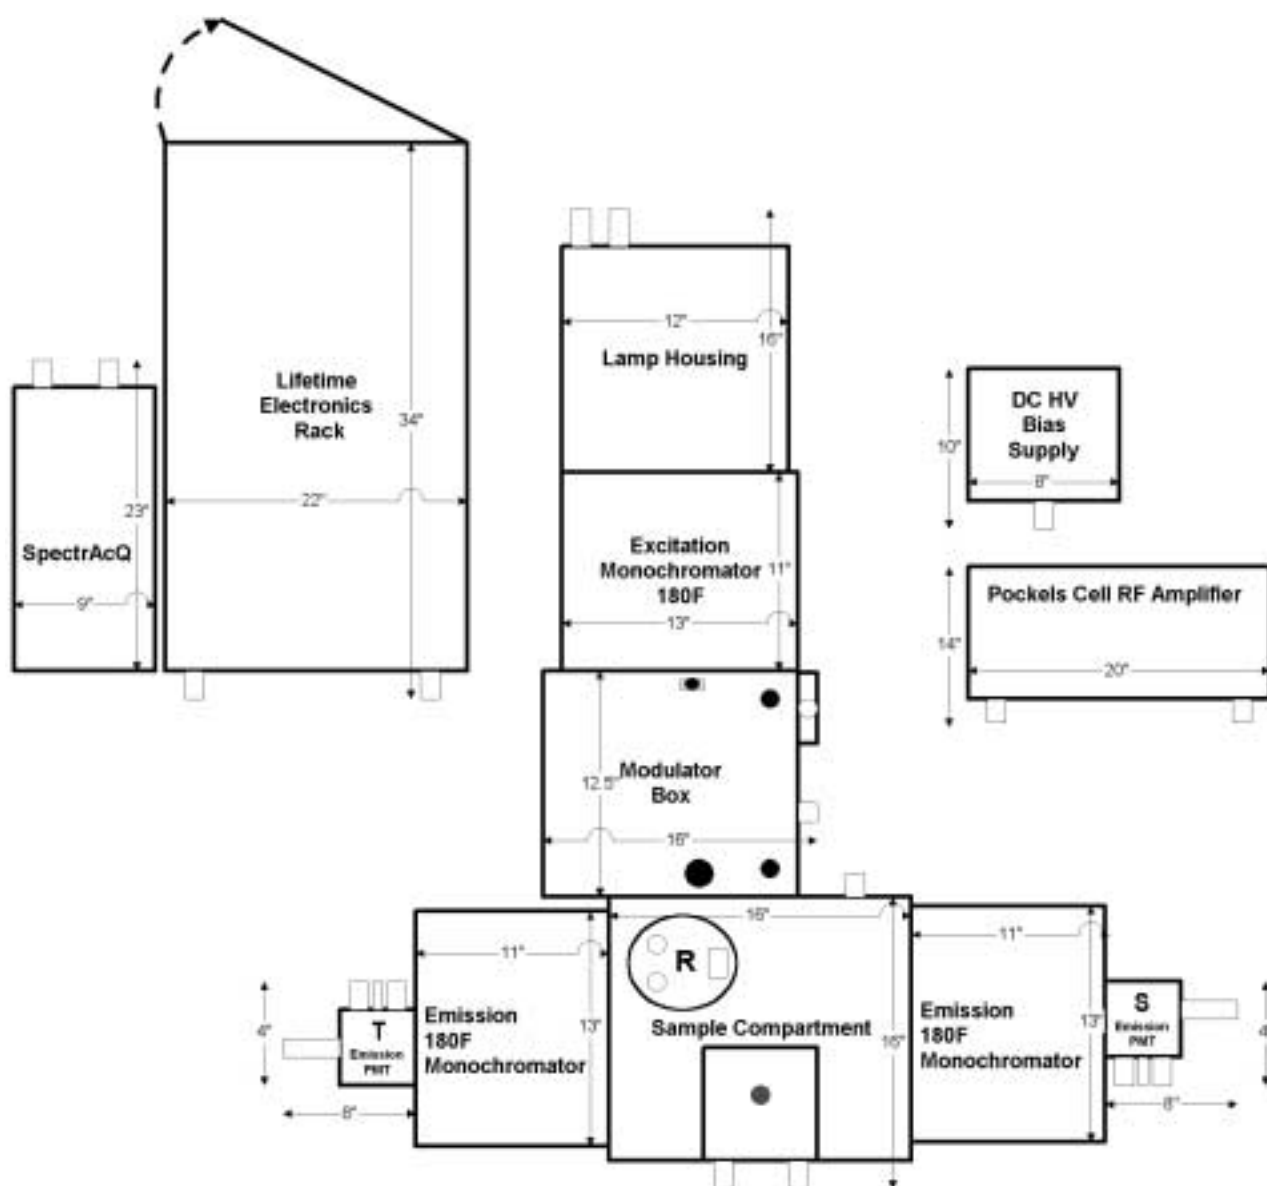 12"
16"
Lamp Housing
Lifetime
Electronics
Rack
34"
22"
23"
SpectrAcQ
9"
DC HV
Bias
Supply
10"
8"
Excitation
Monochromator
180F
11"
13"
Pockels Cell RF Amplifier
14"
20"
Modulator
Box
12.5"
16"
16"
11"
11"
R
T
Emission
PMT
4"
8"
Emission
180F
Monochromator
13"
Sample Compartment
16"
Emission
180F
Monochromator
13"
S
Emission
PMT
8"